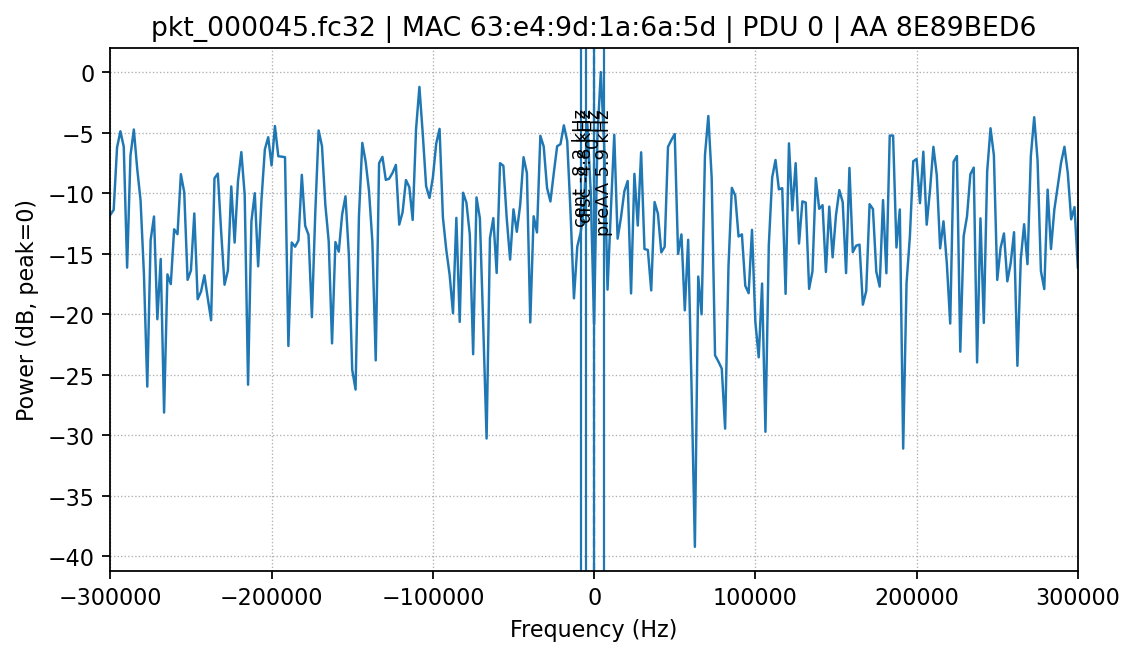 pkt_000045.fc32 | MAC 63:e4:9d:1a:6a:5d | PDU 0 | AA 8E89BED6
0
−5
−10
−15
−20
−25
−30
−35
−40
Power (dB, peak=0)
preAA 5.9 kHz
−300000 −200000 −100000 0 100000 200000 300000
Frequency (Hz)